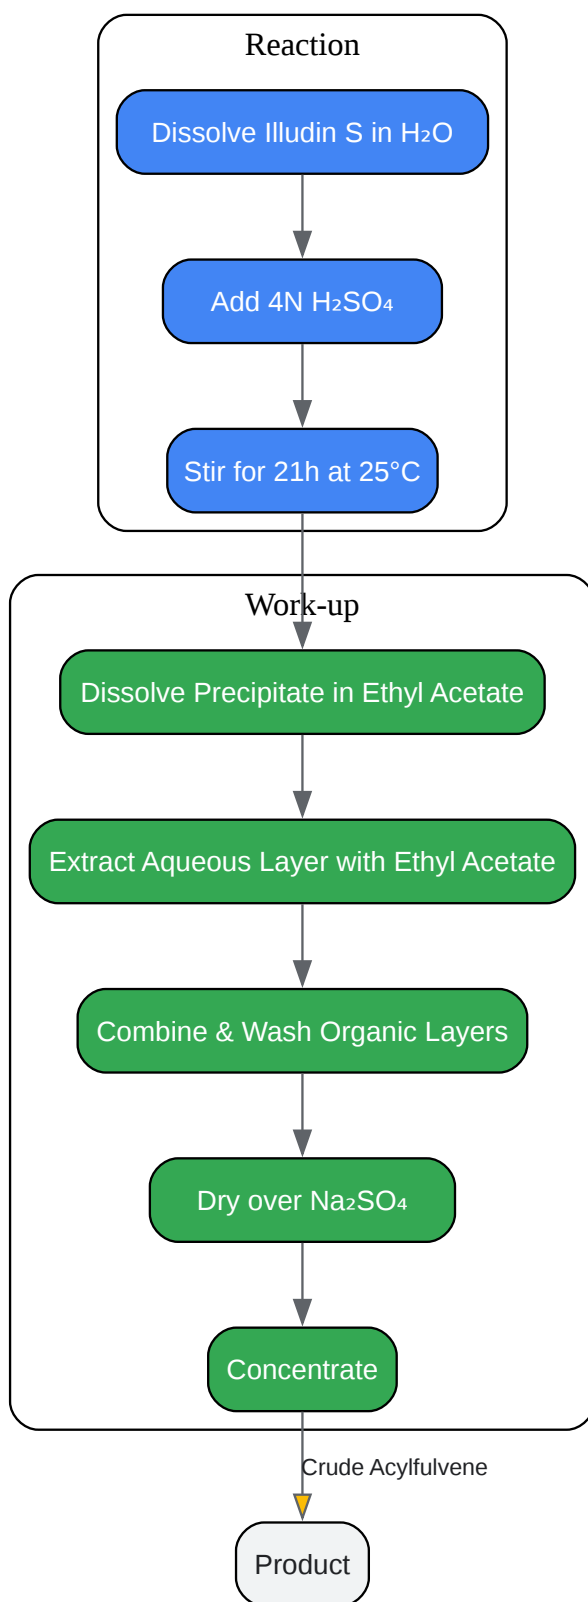 Reaction
Dissolve Illudin S in H₂O
Add 4N H₂SO₄
Stir for 21h at 25°C
Work-up
Dissolve Precipitate in Ethyl Acetate
Extract Aqueous Layer with Ethyl Acetate
Combine & Wash Organic Layers
Dry over Na₂SO₄
Concentrate
Crude Acylfulvene
Product